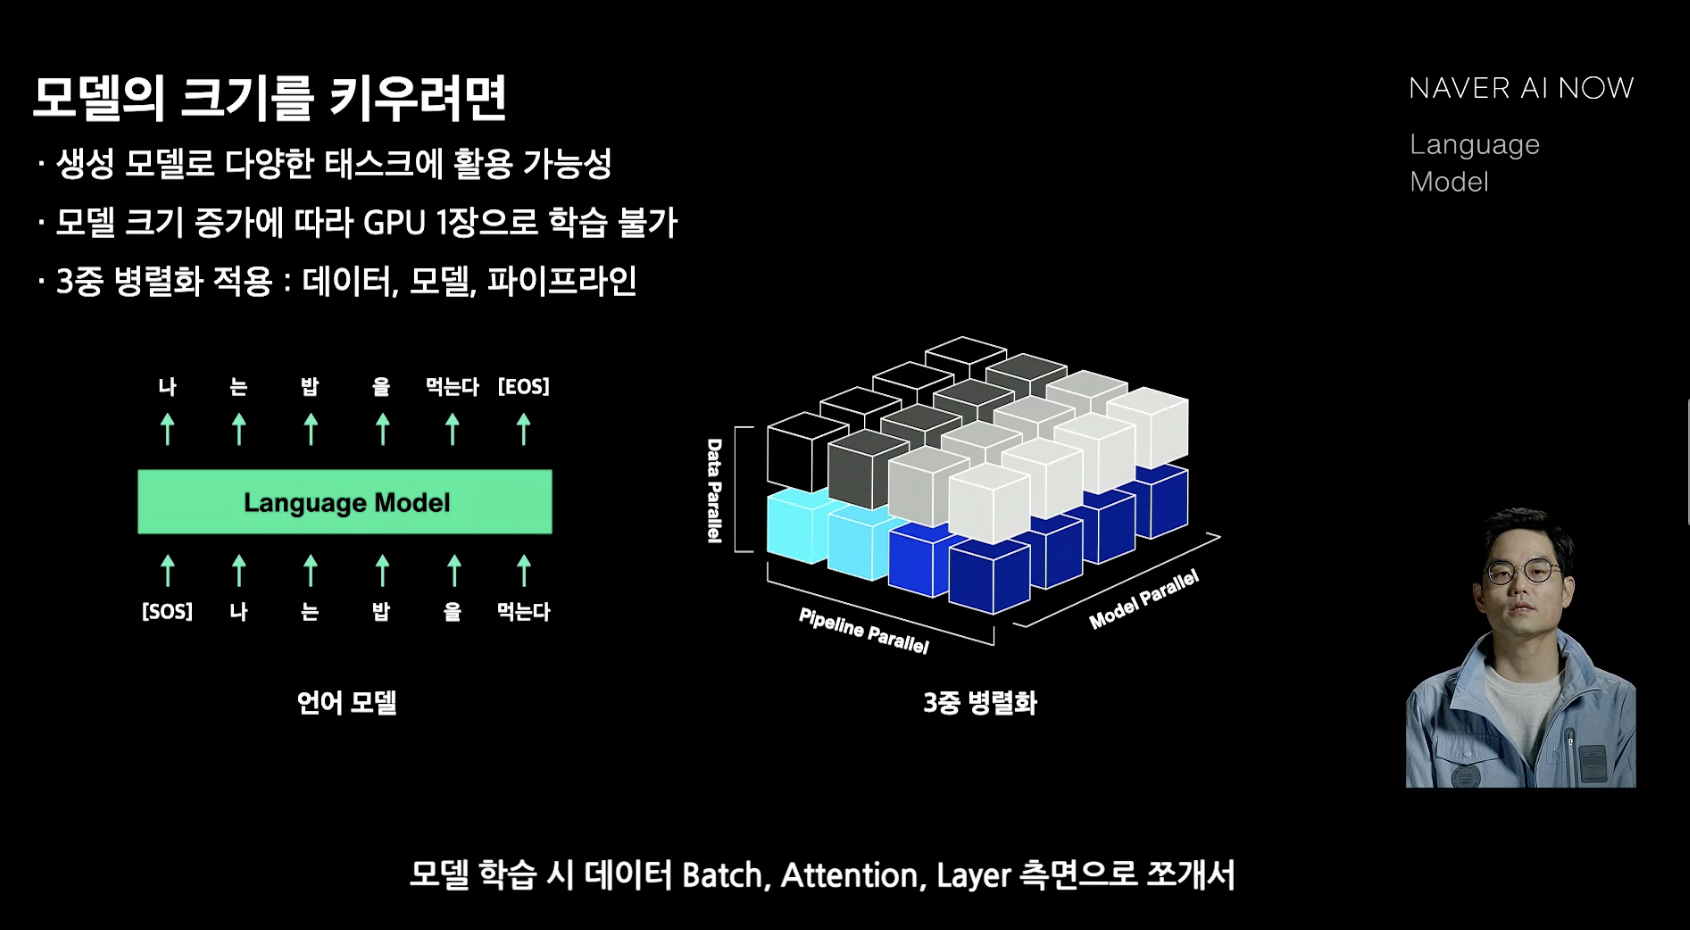 모델의 크기를 키우려면
· 생성 모델로 다양한 태스크에 활용 가능성
· 모델 크기 증가에 따라 GPU 1장으로 학습 불가
· 3중 병렬화 적용 : 데이터, 모델, 파이프라인
NAVER AI NOW
Language
Model
나 는 밥 을 먹는다 [EOS]
Language Model
[SOS] 나 는 밥 을 먹는다
언어 모델
Data Parallel
Pipeline Parallel
Model Parallel
3중 병렬화
모델 학습 시 데이터 Batch, Attention, Layer 측면으로 쪼개서